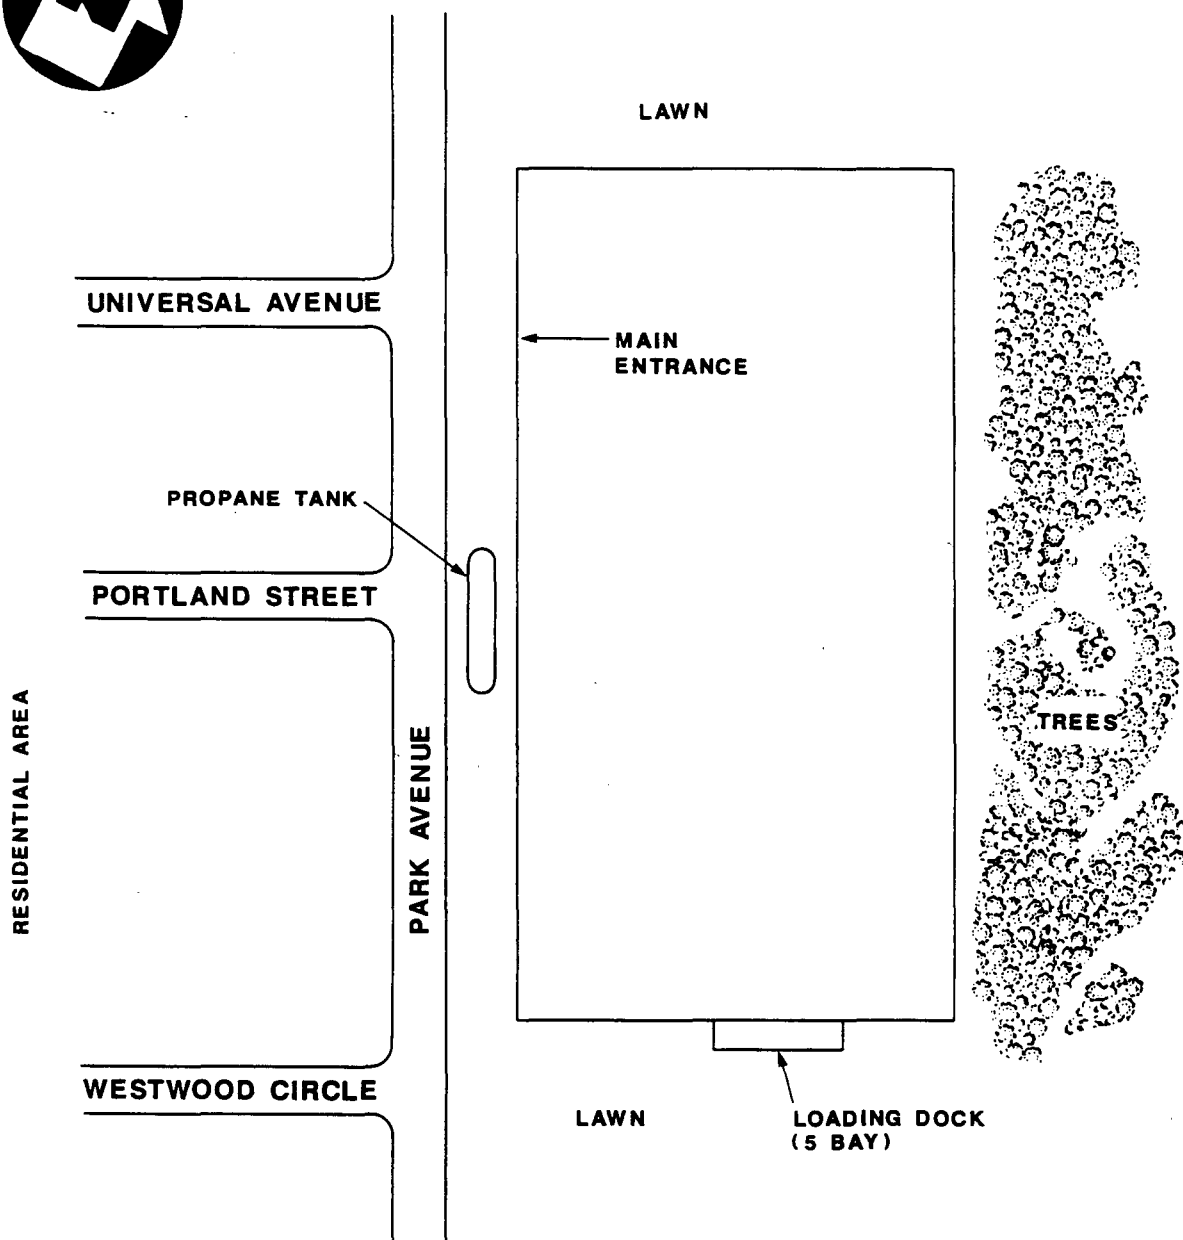 LAWN
UNIVERSAL AVENUE
MAIN
ENTRANCE
PROPANE TANK
PORTLAND STREET
RESIDENTIAL AREA
PARK AVENUE
TREES
WESTWOOD CIRCLE
LAWN
LOADING DOCK
(5 BAY)